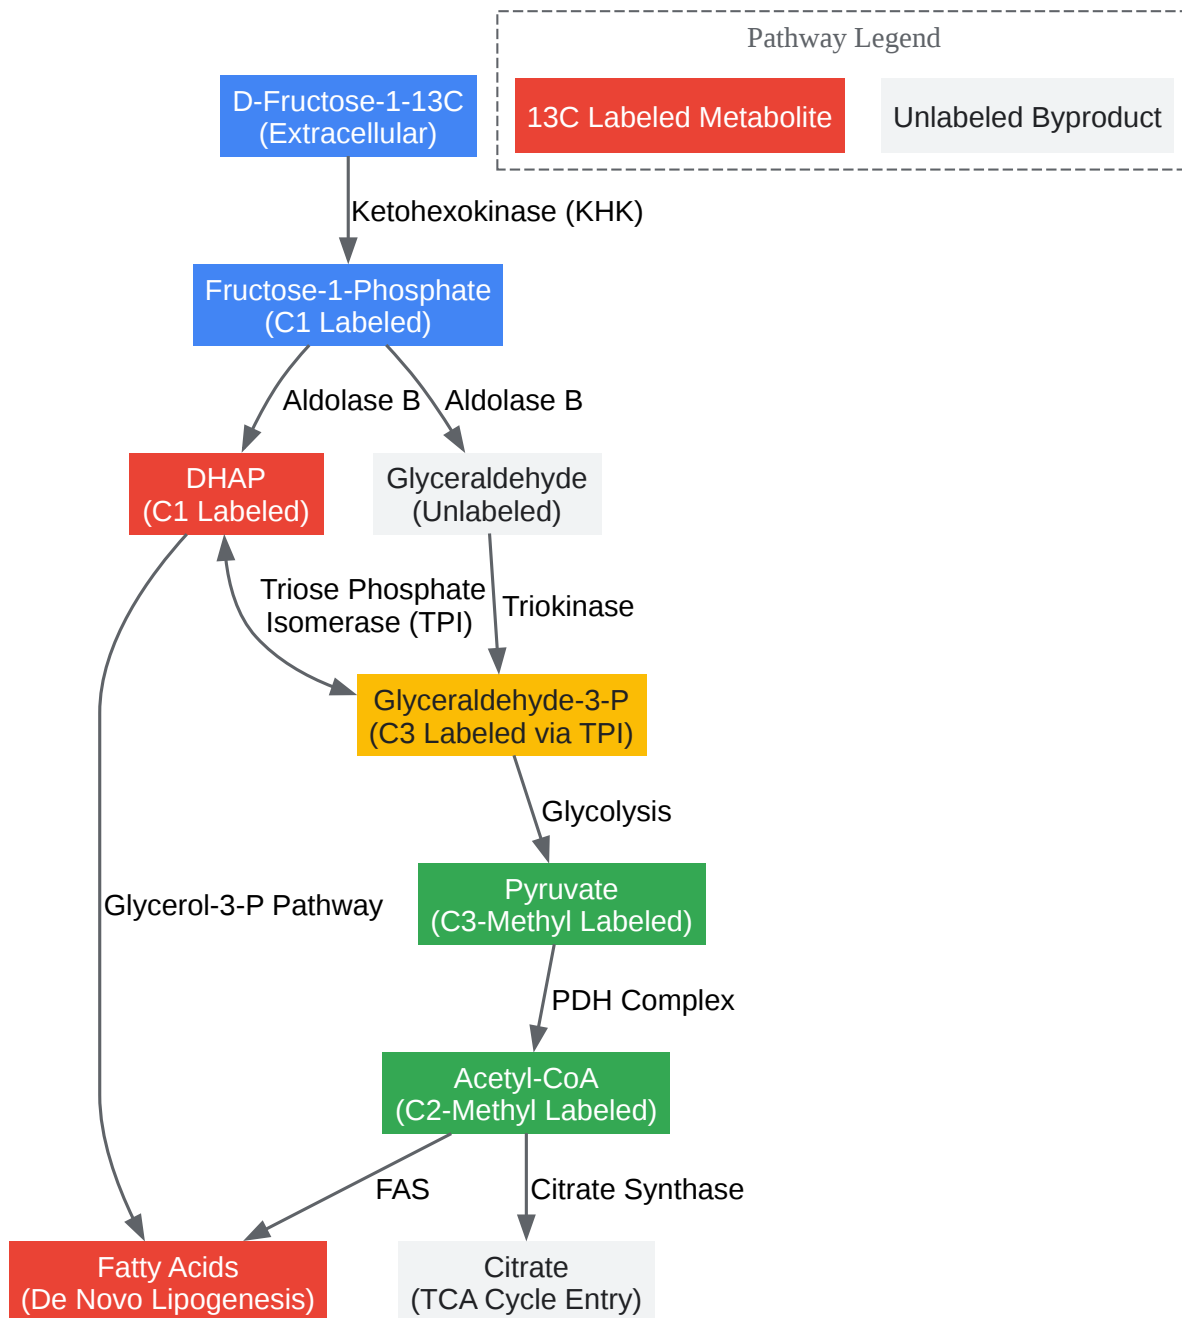 Pathway Legend
13C Labeled Metabolite
Unlabeled Byproduct
D-Fructose-1-13C
(Extracellular)
Ketohexokinase (KHK)
Fructose-1-Phosphate
(C1 Labeled)
Aldolase B
Aldolase B
DHAP
(C1 Labeled)
Glyceraldehyde
(Unlabeled)
Triose Phosphate
Isomerase (TPI)
Triokinase
Glyceraldehyde-3-P
(C3 Labeled via TPI)
Glycolysis
Glycerol-3-P Pathway
Pyruvate
(C3-Methyl Labeled)
PDH Complex
Acetyl-CoA
(C2-Methyl Labeled)
FAS
Citrate Synthase
Fatty Acids
(De Novo Lipogenesis)
Citrate
(TCA Cycle Entry)